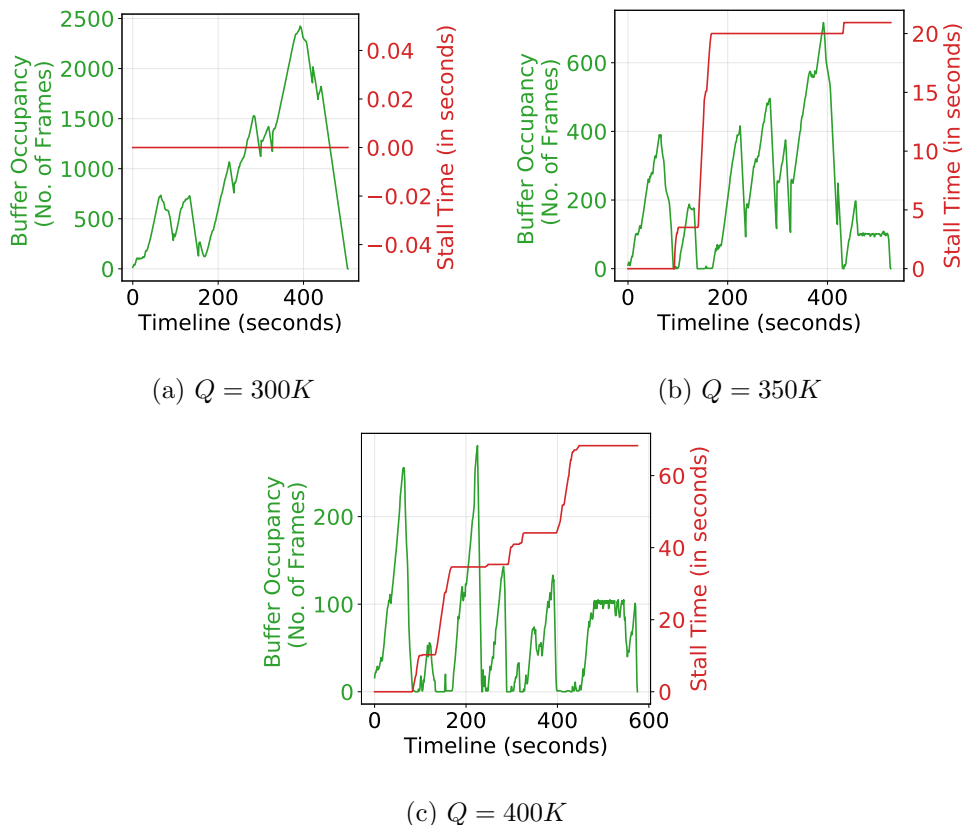 2500
2000
1500
1000
500
0
Buffer Occupancy
(No. of Frames)
0.04
0.02
0.00
−0.02
−0.04
Stall Time (in seconds)
0 200 400
Timeline (seconds)
(a) Q = 300K
600
400
200
0
Buffer Occupancy
(No. of Frames)
20
15
10
5
0
Stall Time (in seconds)
0 200 400
Timeline (seconds)
(b) Q = 350K
200
100
0
Buffer Occupancy
(No. of Frames)
60
40
20
0
Stall Time (in seconds)
0 200 400 600
Timeline (seconds)
(c) Q = 400K